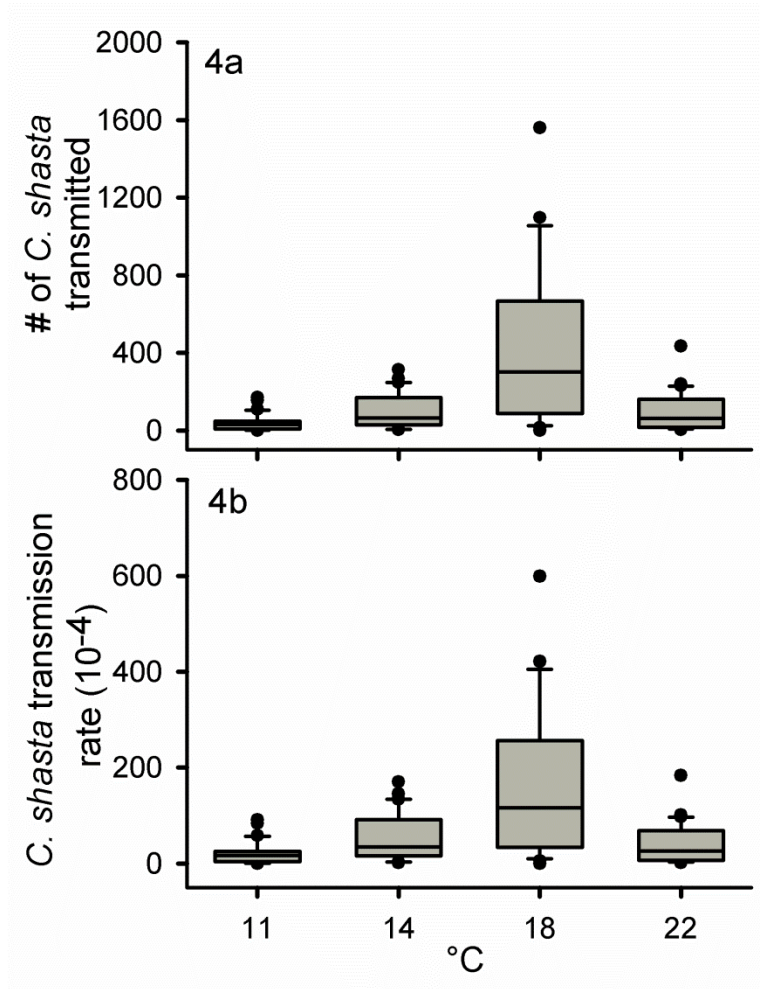 4a
# of C. shasta
transmitted
2000
1600
1200
800
400
0
4b
C. shasta transmission
rate (10-4)
800
600
400
200
0
11 14 18 22
°C